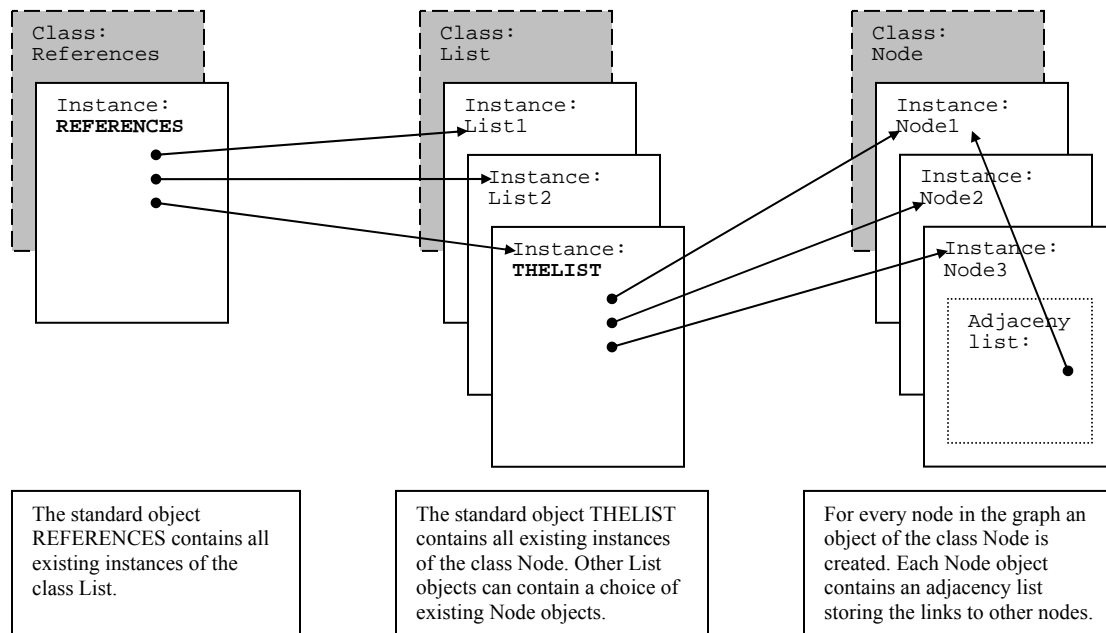 Class:
References
Instance:
REFERENCES
Class:
List
Instance:
List1
Instance:
List2
Instance:
THELIST
Class:
Node
Instance:
Node1
Instance:
Node2
Instance:
Node3
Adjaceny
list:
The standard object
REFERENCES contains all
existing instances of the
class List.
The standard object THELIST
contains all existing instances
of the class Node. Other List
objects can contain a choice of
existing Node objects.
For every node in the graph an
object of the class Node is
created. Each Node object
contains an adjacency list
storing the links to other nodes.